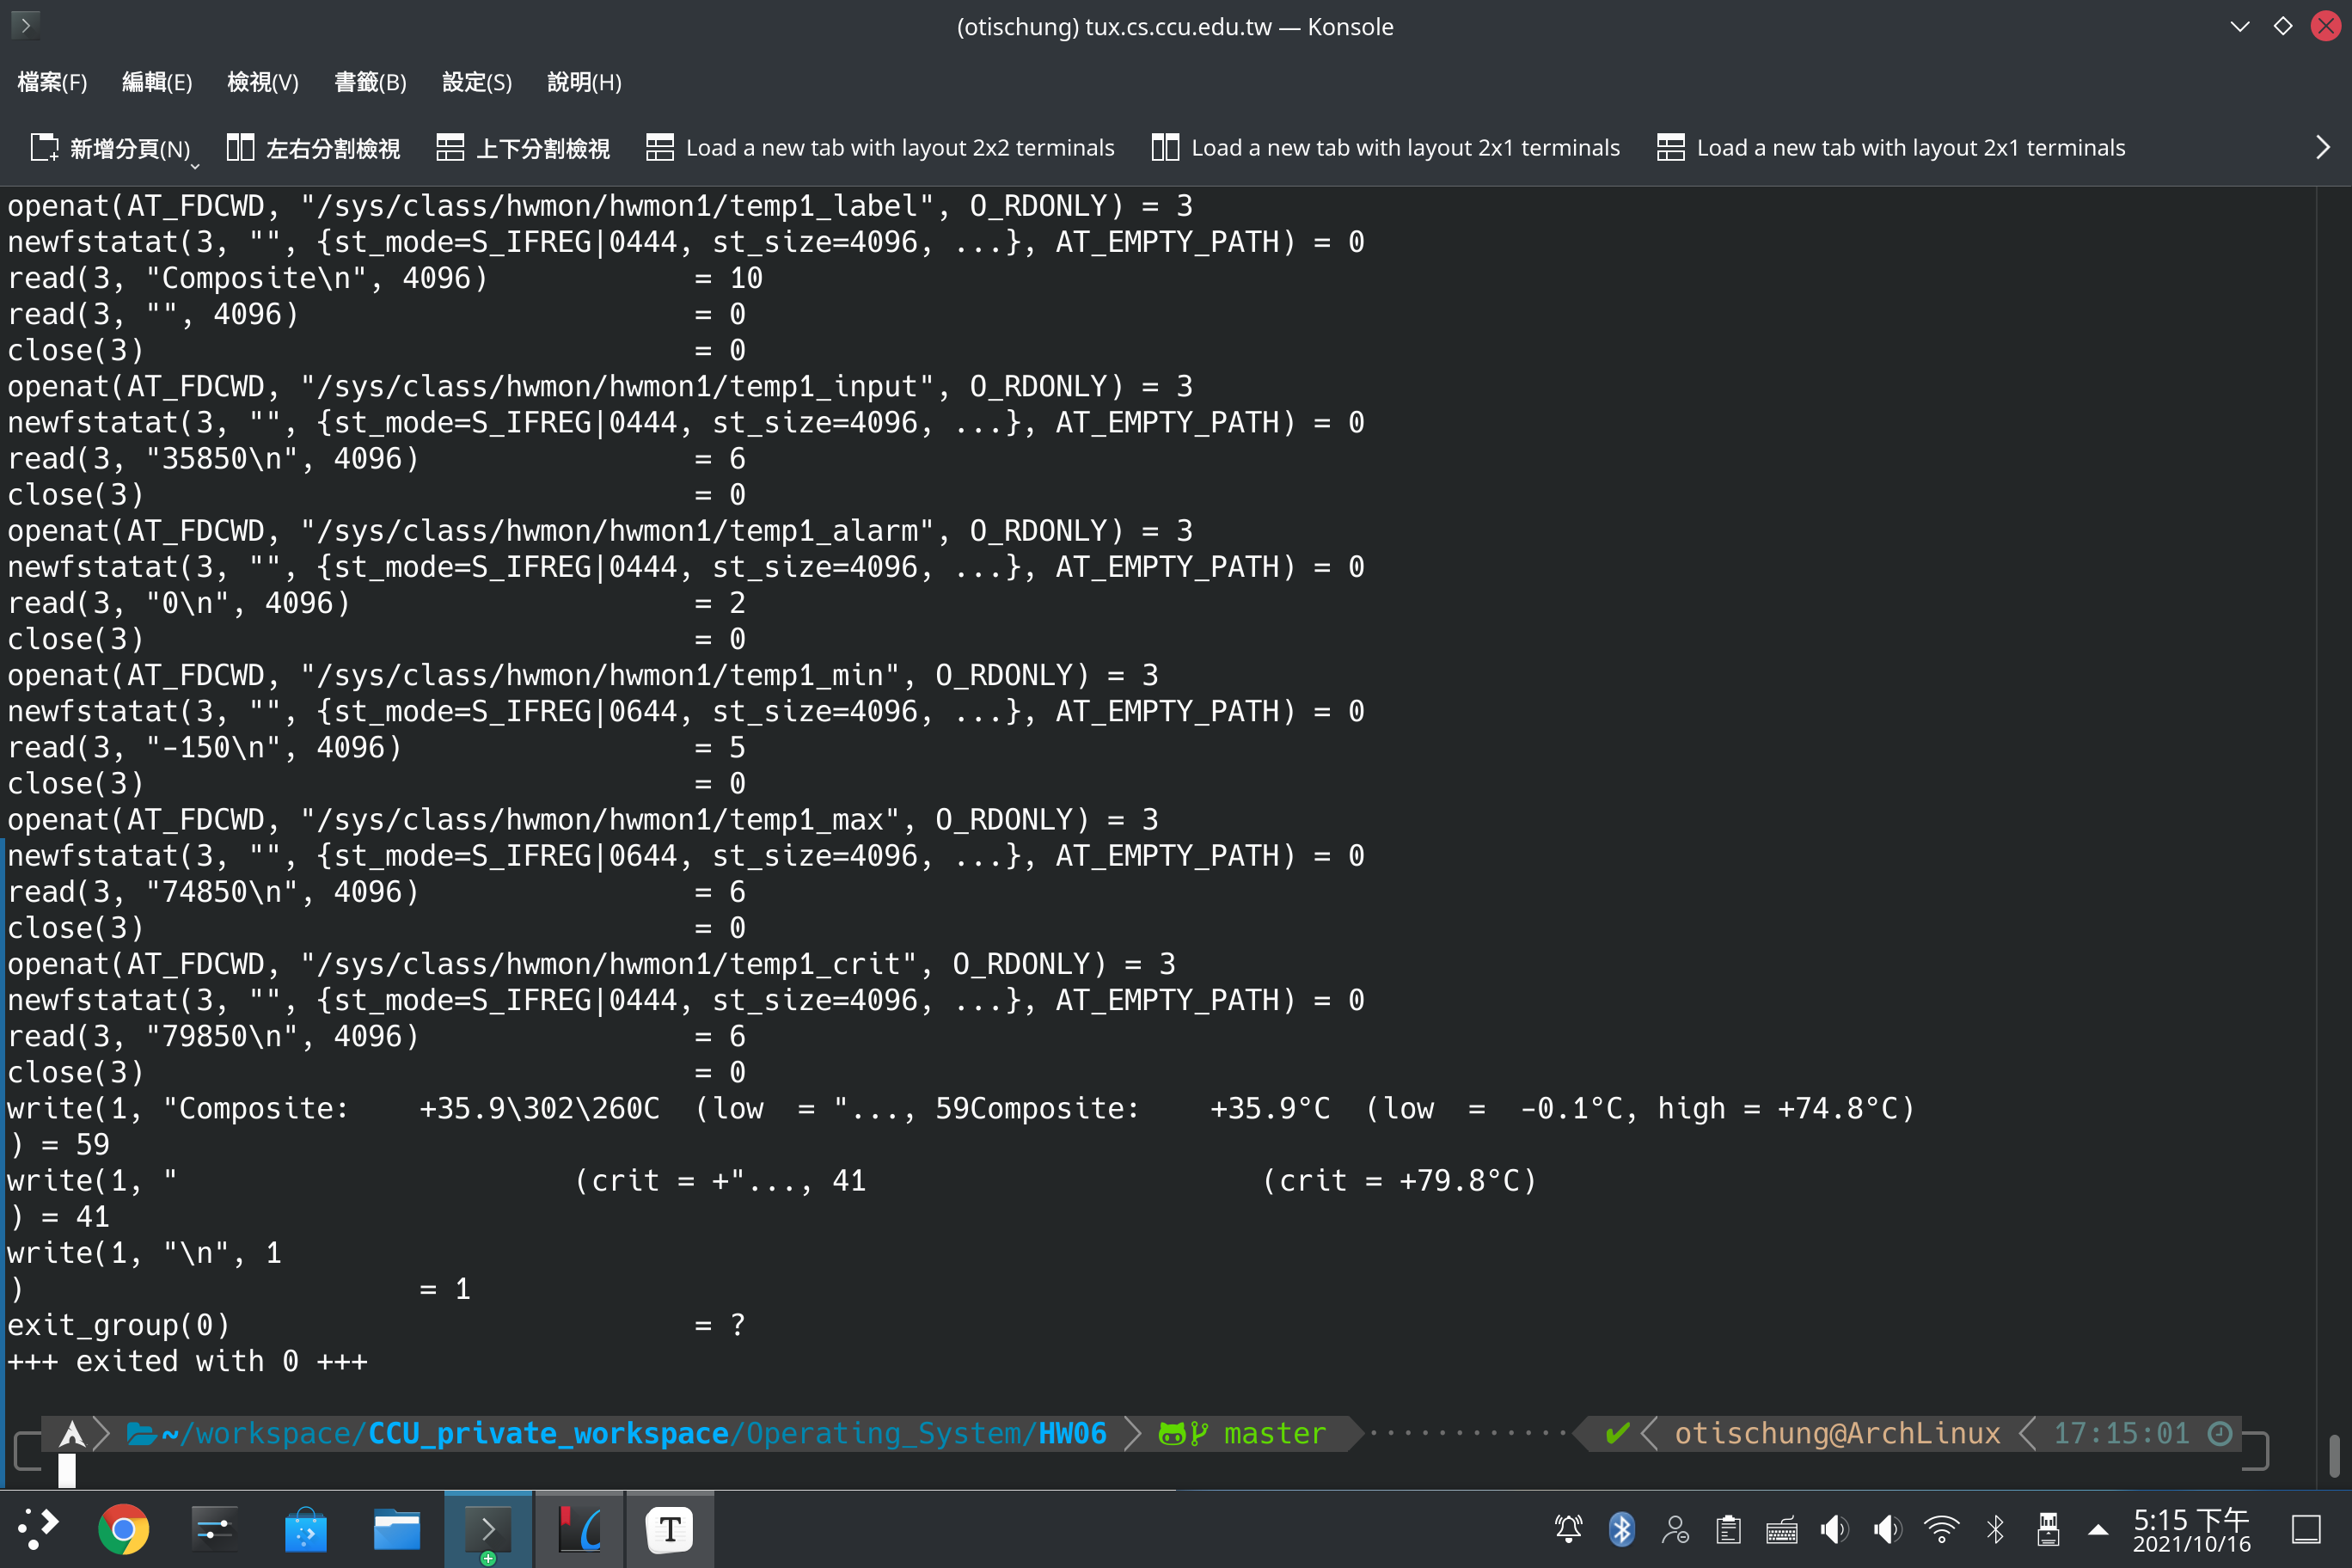 (otischung) tux.cs.ccu.edu.tw — Konsole
檔案(F) 編輯(E) 檢視(V) 書籤(B) 設定(S) 說明(H)
新增分頁(N) 左右分割檢視 上下分割檢視 Load a new tab with layout 2x2 terminals Load a new tab with layout 2x1 terminals Load a new tab with layout 2x1 terminals
openat(AT_FDCWD, "/sys/class/hwmon/hwmon1/temp1_label", O_RDONLY) = 3
newfstatat(3, "", {st_mode=S_IFREG|0444, st_size=4096, ...}, AT_EMPTY_PATH) = 0
read(3, "Composite\n", 4096)            = 10
read(3, "", 4096)                       = 0
close(3)                                = 0
openat(AT_FDCWD, "/sys/class/hwmon/hwmon1/temp1_input", O_RDONLY) = 3
newfstatat(3, "", {st_mode=S_IFREG|0444, st_size=4096, ...}, AT_EMPTY_PATH) = 0
read(3, "35850\n", 4096)                = 6
close(3)                                = 0
openat(AT_FDCWD, "/sys/class/hwmon/hwmon1/temp1_alarm", O_RDONLY) = 3
newfstatat(3, "", {st_mode=S_IFREG|0444, st_size=4096, ...}, AT_EMPTY_PATH) = 0
read(3, "0\n", 4096)                    = 2
close(3)                                = 0
openat(AT_FDCWD, "/sys/class/hwmon/hwmon1/temp1_min", O_RDONLY) = 3
newfstatat(3, "", {st_mode=S_IFREG|0644, st_size=4096, ...}, AT_EMPTY_PATH) = 0
read(3, "-150\n", 4096)                 = 5
close(3)                                = 0
openat(AT_FDCWD, "/sys/class/hwmon/hwmon1/temp1_max", O_RDONLY) = 3
newfstatat(3, "", {st_mode=S_IFREG|0644, st_size=4096, ...}, AT_EMPTY_PATH) = 0
read(3, "74850\n", 4096)                = 6
close(3)                                = 0
openat(AT_FDCWD, "/sys/class/hwmon/hwmon1/temp1_crit", O_RDONLY) = 3
newfstatat(3, "", {st_mode=S_IFREG|0444, st_size=4096, ...}, AT_EMPTY_PATH) = 0
read(3, "79850\n", 4096)                = 6
close(3)                                = 0
write(1, "Composite:    +35.9\302\260C  (low  = "..., 59Composite:    +35.9°C  (low  =  -0.1°C, high = +74.8°C)
) = 59
write(1, "                       (crit = +"..., 41                       (crit = +79.8°C)
) = 41
write(1, "\n", 1
)                       = 1
exit_group(0)                           = ?
+++ exited with 0 +++
~/workspace/CCU_private_workspace/Operating_System/HW06 master ✔ otischung@ArchLinux 17:15:01
T
5:15 下午
2021/10/16